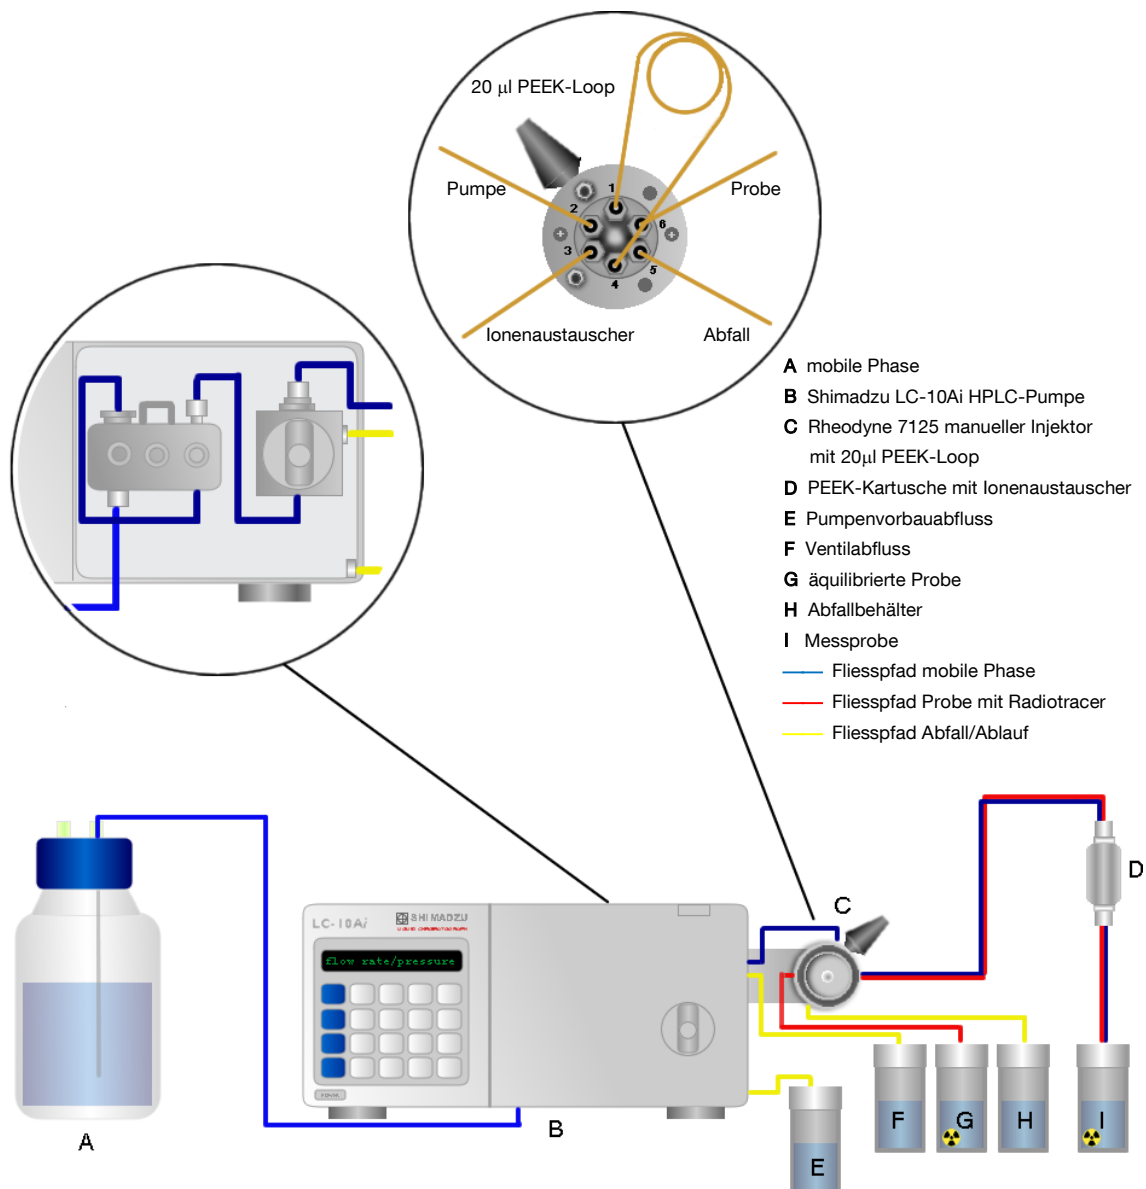 20 µl PEEK-Loop
Pumpe
Probe
1
2
6
3
5
4
Ionenaustauscher
Abfall
A mobile Phase
B Shimadzu LC-10Ai HPLC-Pumpe
C Rheodyne 7125 manueller Injektor
mit 20µl PEEK-Loop
D PEEK-Kartusche mit Ionenaustauscher
E Pumpenvorbauabfluss
F Ventilabfluss
G äquilibrierte Probe
H Abfallbehälter
I Messprobe
Fliesspfad mobile Phase
Fliesspfad Probe mit Radiotracer
Fliesspfad Abfall/Ablauf
D
C
LC-10Ai
SHIMADZU
LIQUID CHROMATOGRAPH
flow rate/pressure
F
G
H
I
A
B
E